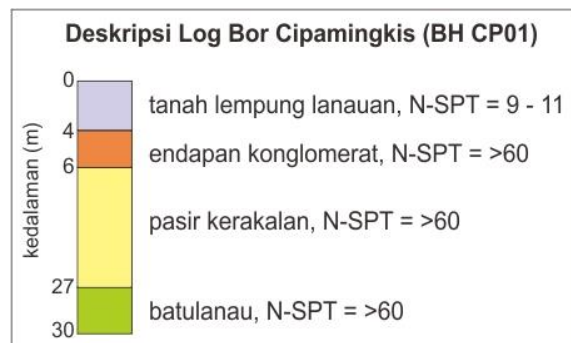 Deskripsi Log Bor Cipamingkis (BH CP01)
kedalaman (m)
0
tanah lempung lanauan, N-SPT = 9 - 11
4
endapan konglomerat, N-SPT = >60
6
pasir kerakalan, N-SPT = >60
27
batulanau, N-SPT = >60
30